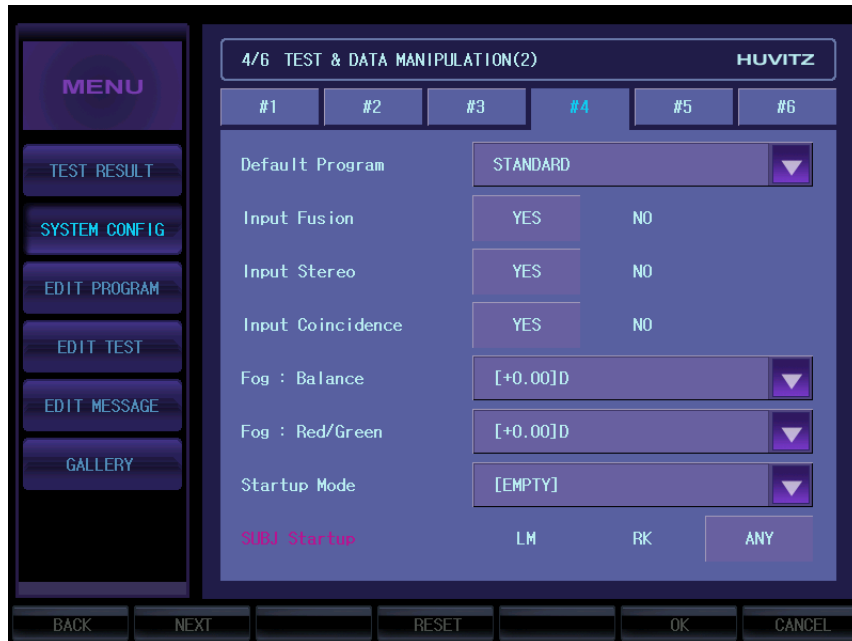 MENU
TEST RESULT
SYSTEM CONFIG
EDIT PROGRAM
EDIT TEST
EDIT MESSAGE
GALLERY
4/6 TEST & DATA MANIPULATION(2) HUVITZ
#1 #2 #3 #4 #5 #6
Default Program STANDARD
Input Fusion YES NO
Input Stereo YES NO
Input Coincidence YES NO
Fog : Balance [+0.00]D
Fog : Red/Green [+0.00]D
Startup Mode [EMPTY]
SUBJ Startup LM RK ANY
BACK NEXT RESET OK CANCEL